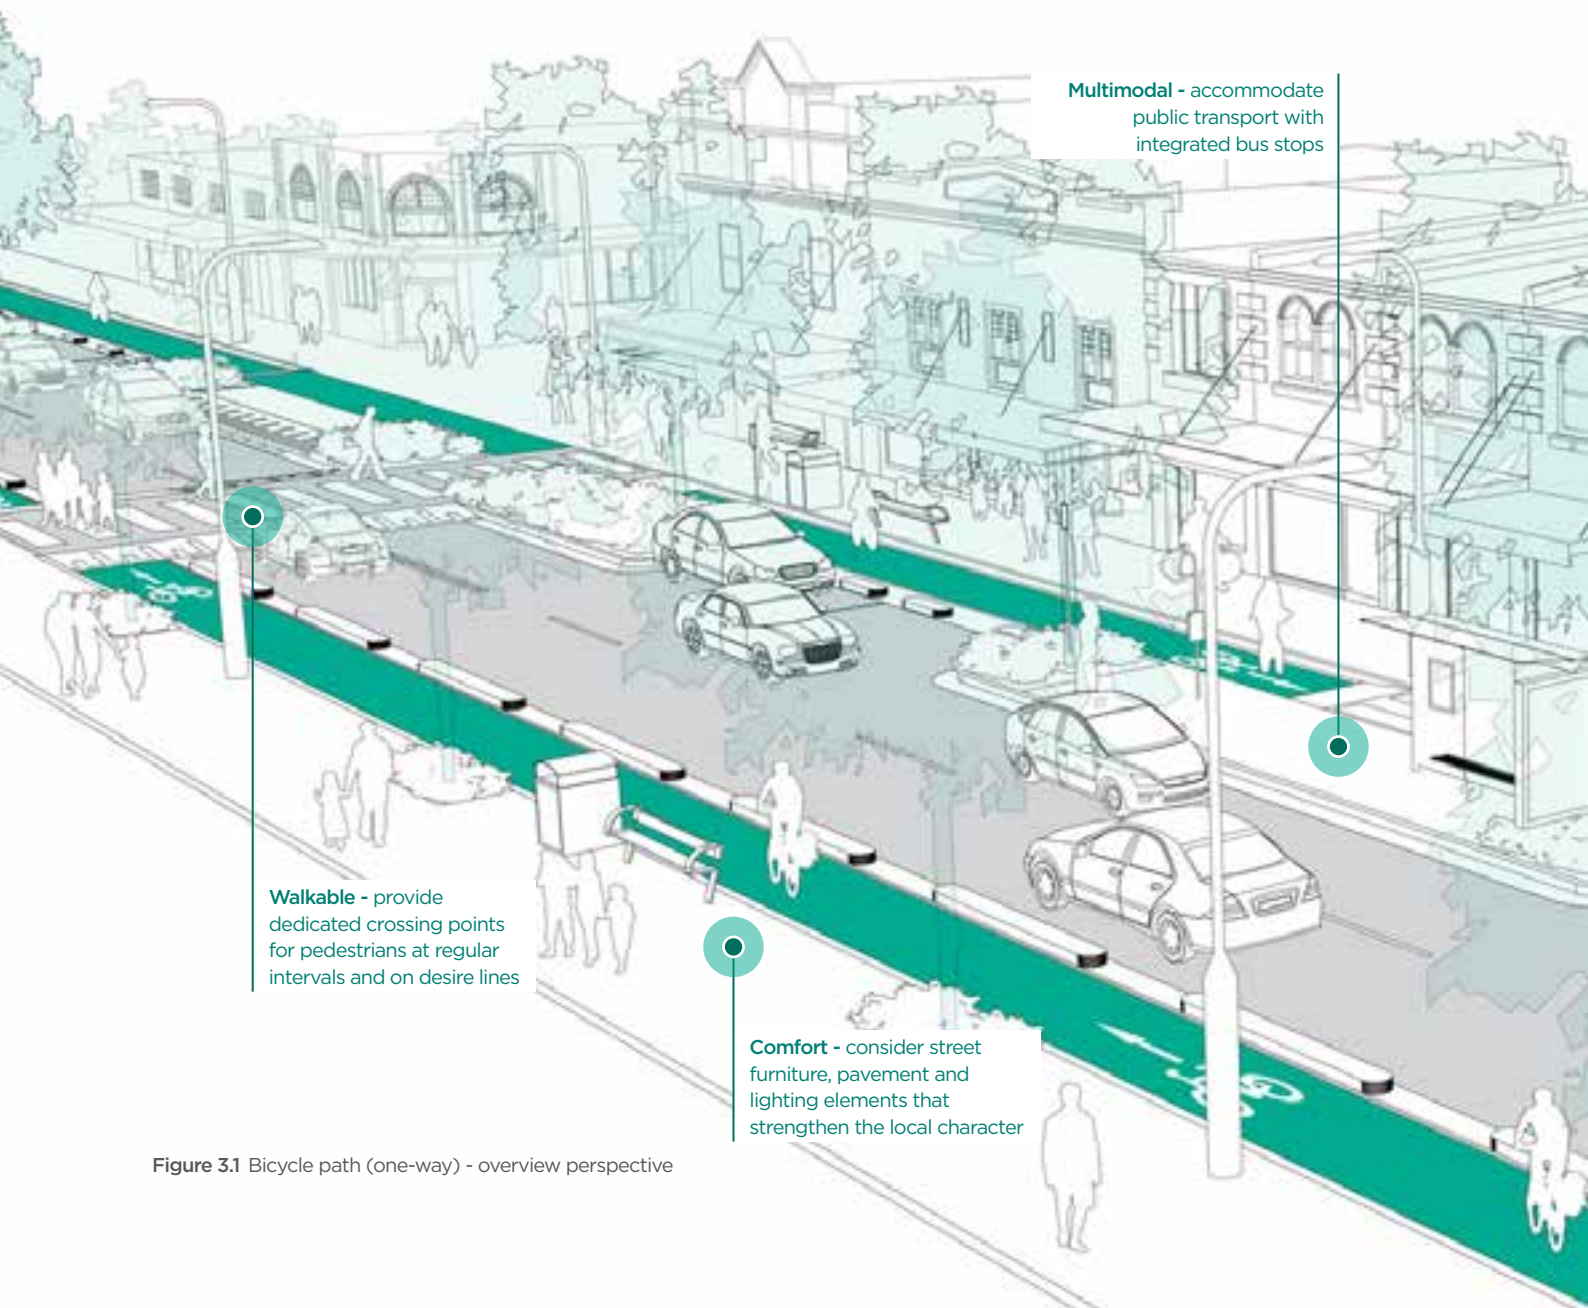 Multimodal - accommodate
public transport with
integrated bus stops
Walkable - provide
dedicated crossing points
for pedestrians at regular
intervals and on desire lines
Comfort - consider street
furniture, pavement and
lighting elements that
strengthen the local character
Figure 3.1 Bicycle path (one-way) - overview perspective